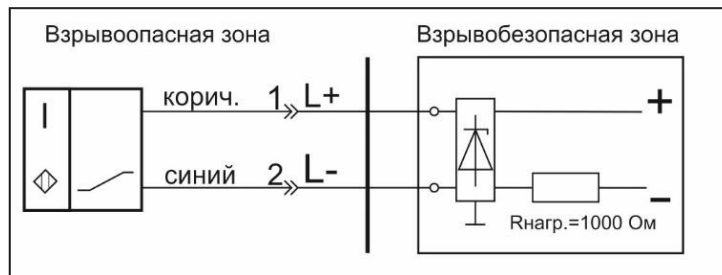 Взрывоопасная зона
Взрывобезопасная зона
I
корич. 1 L+
+
синий 2 L-
−
Rнагр.=1000 Ом